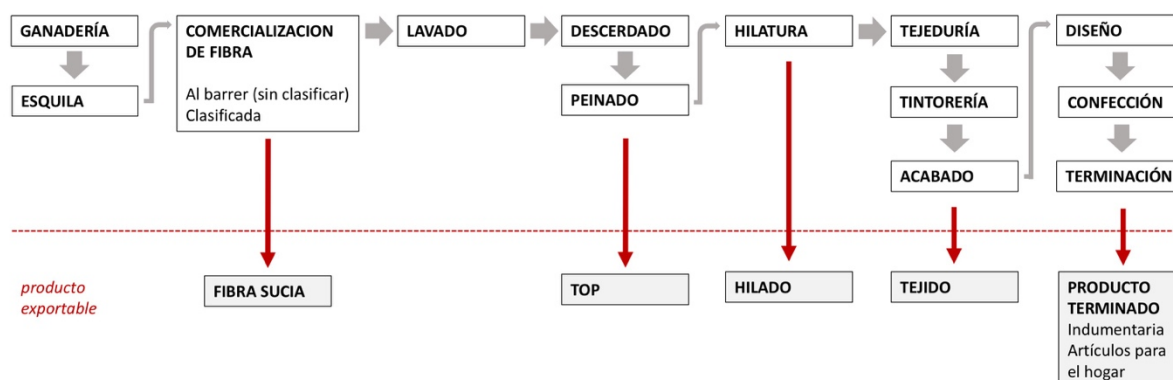 GANADERÍA
ESQUILA
COMERCIALIZACION
DE FIBRA
Al barrer (sin clasificar)
Clasificada
LAVADO
DESCERDADO
PEINADO
HILATURA
TEJEDURÍA
TINTORERÍA
ACABADO
DISEÑO
CONFECCIÓN
TERMINACIÓN
producto
exportable
FIBRA SUCIA
TOP
HILADO
TEJIDO
PRODUCTO
TERMINADO
Indumentaria
Artículos para
el hogar